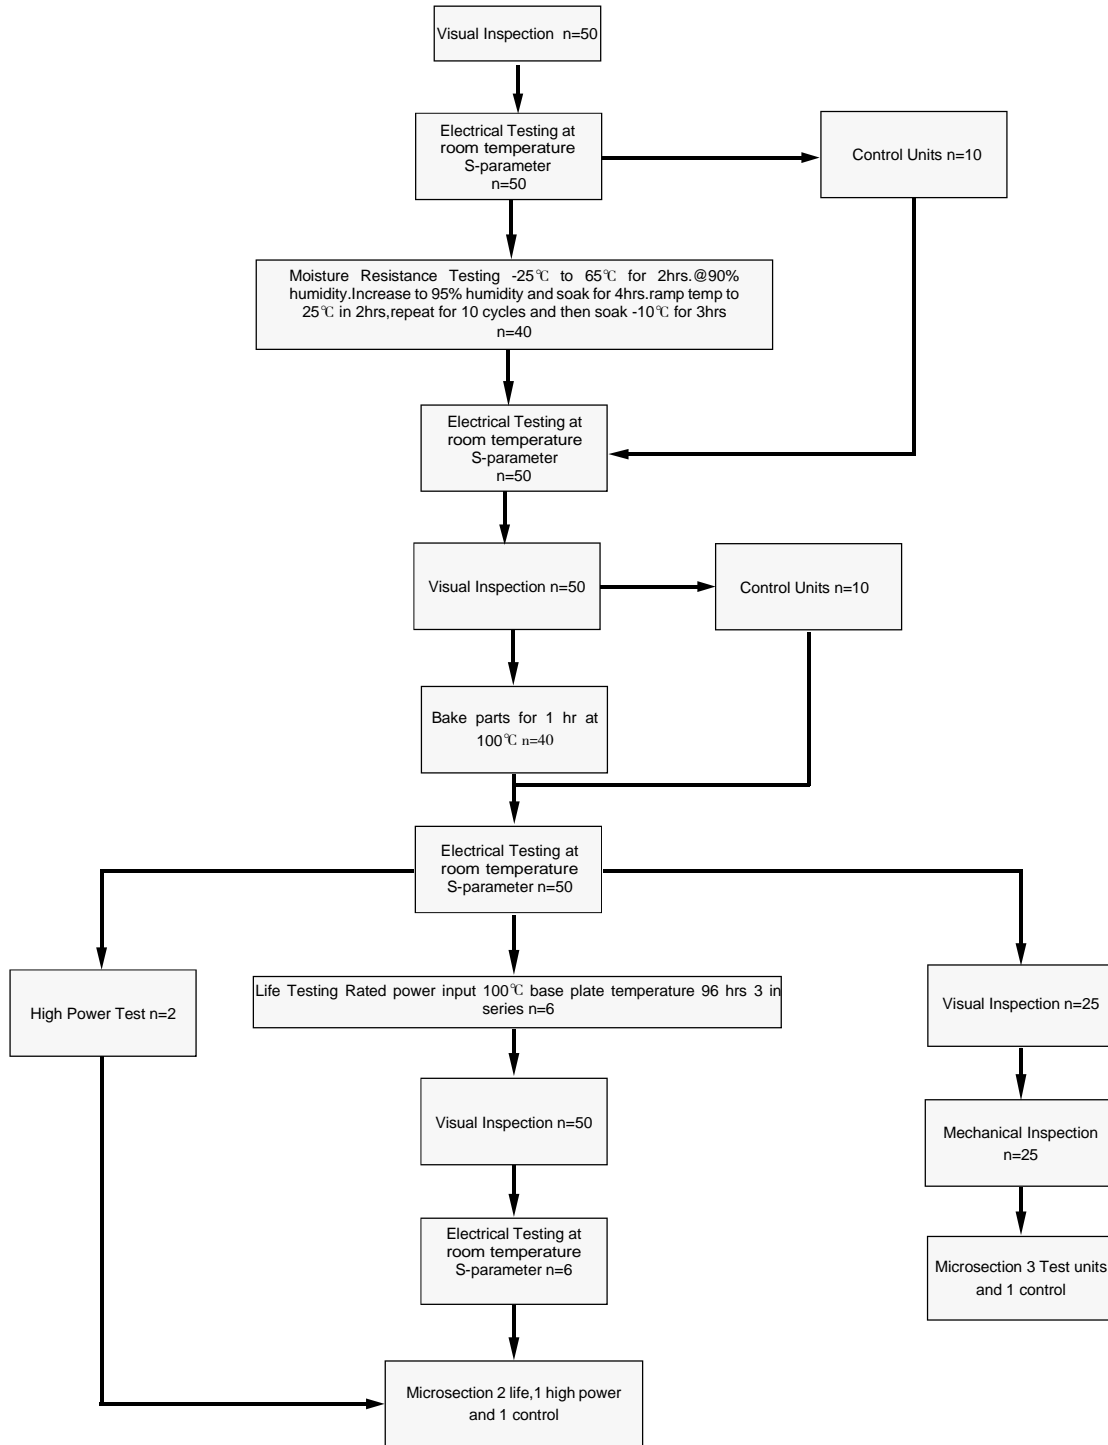 Visual Inspection n=50
Electrical Testing at
room temperature
S-parameter
n=50
Control Units n=10
Moisture Resistance Testing -25℃ to 65℃ for 2hrs.@90%
humidity.Increase to 95% humidity and soak for 4hrs.ramp temp to
25℃ in 2hrs,repeat for 10 cycles and then soak -10℃ for 3hrs
n=40
Electrical Testing at
room temperature
S-parameter
n=50
Visual Inspection n=50
Control Units n=10
Bake parts for 1 hr at
100℃ n=40
Electrical Testing at
room temperature
S-parameter n=50
High Power Test n=2
Life Testing Rated power input 100℃ base plate temperature 96 hrs 3 in
series n=6
Visual Inspection n=25
Visual Inspection n=50
Mechanical Inspection
n=25
Electrical Testing at
room temperature
S-parameter n=6
Microsection 3 Test units
and 1 control
Microsection 2 life,1 high power
and 1 control